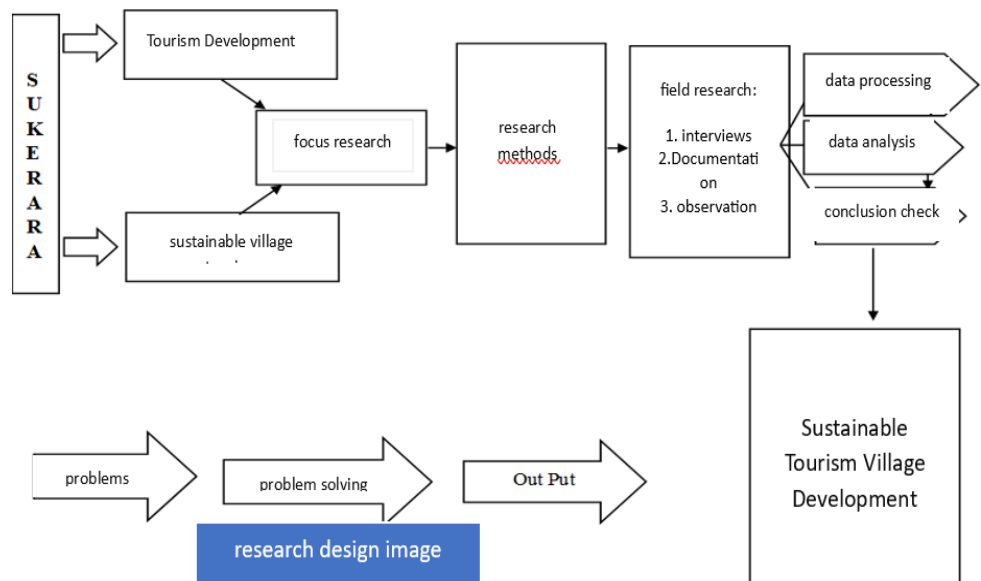 SUKERARA
Tourism Development
sustainable village
focus research
research
methods
field research:
1. interviews
2.Documentati
on
3. observation
data processing
data analysis
conclusion check
Sustainable
Tourism Village
Development
problems
problem solving
Out Put
research design image